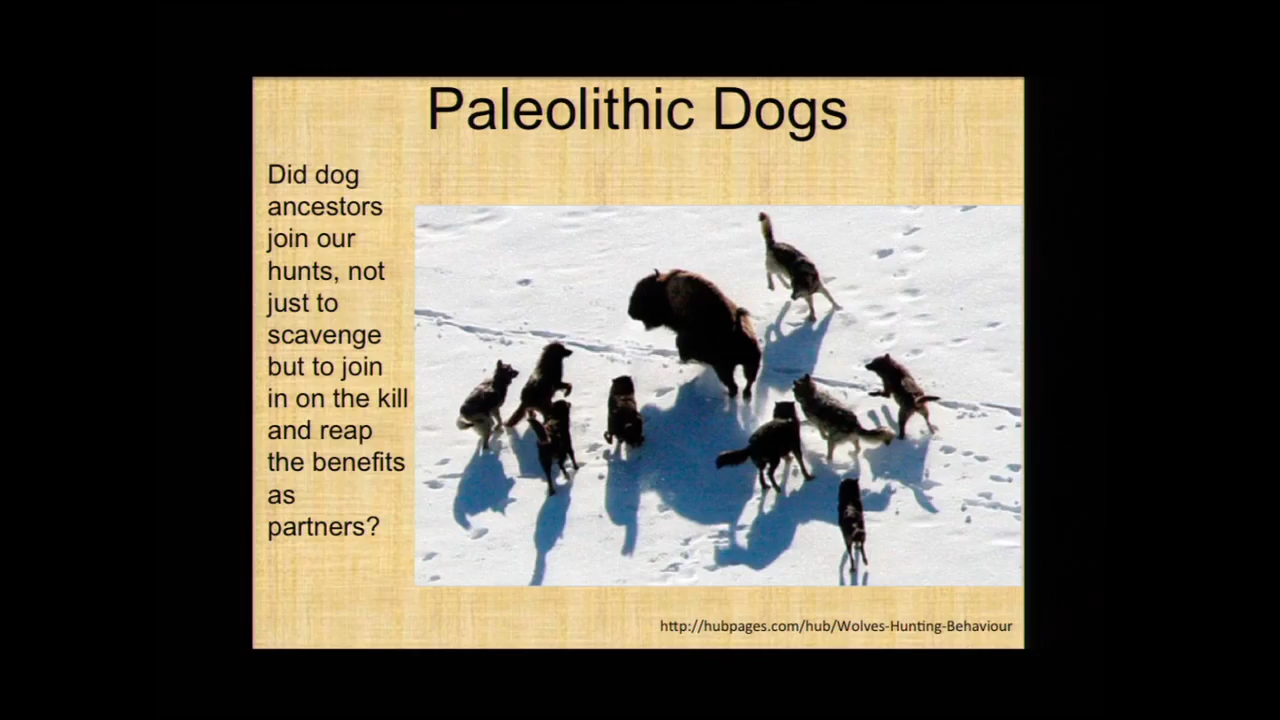 Paleolithic Dogs
Did dog
ancestors
join our
hunts, not
just to
scavenge
but to join
in on the kill
and reap
the benefits
as
partners?
http://hubpages.com/hub/Wolves-Hunting-Behaviour